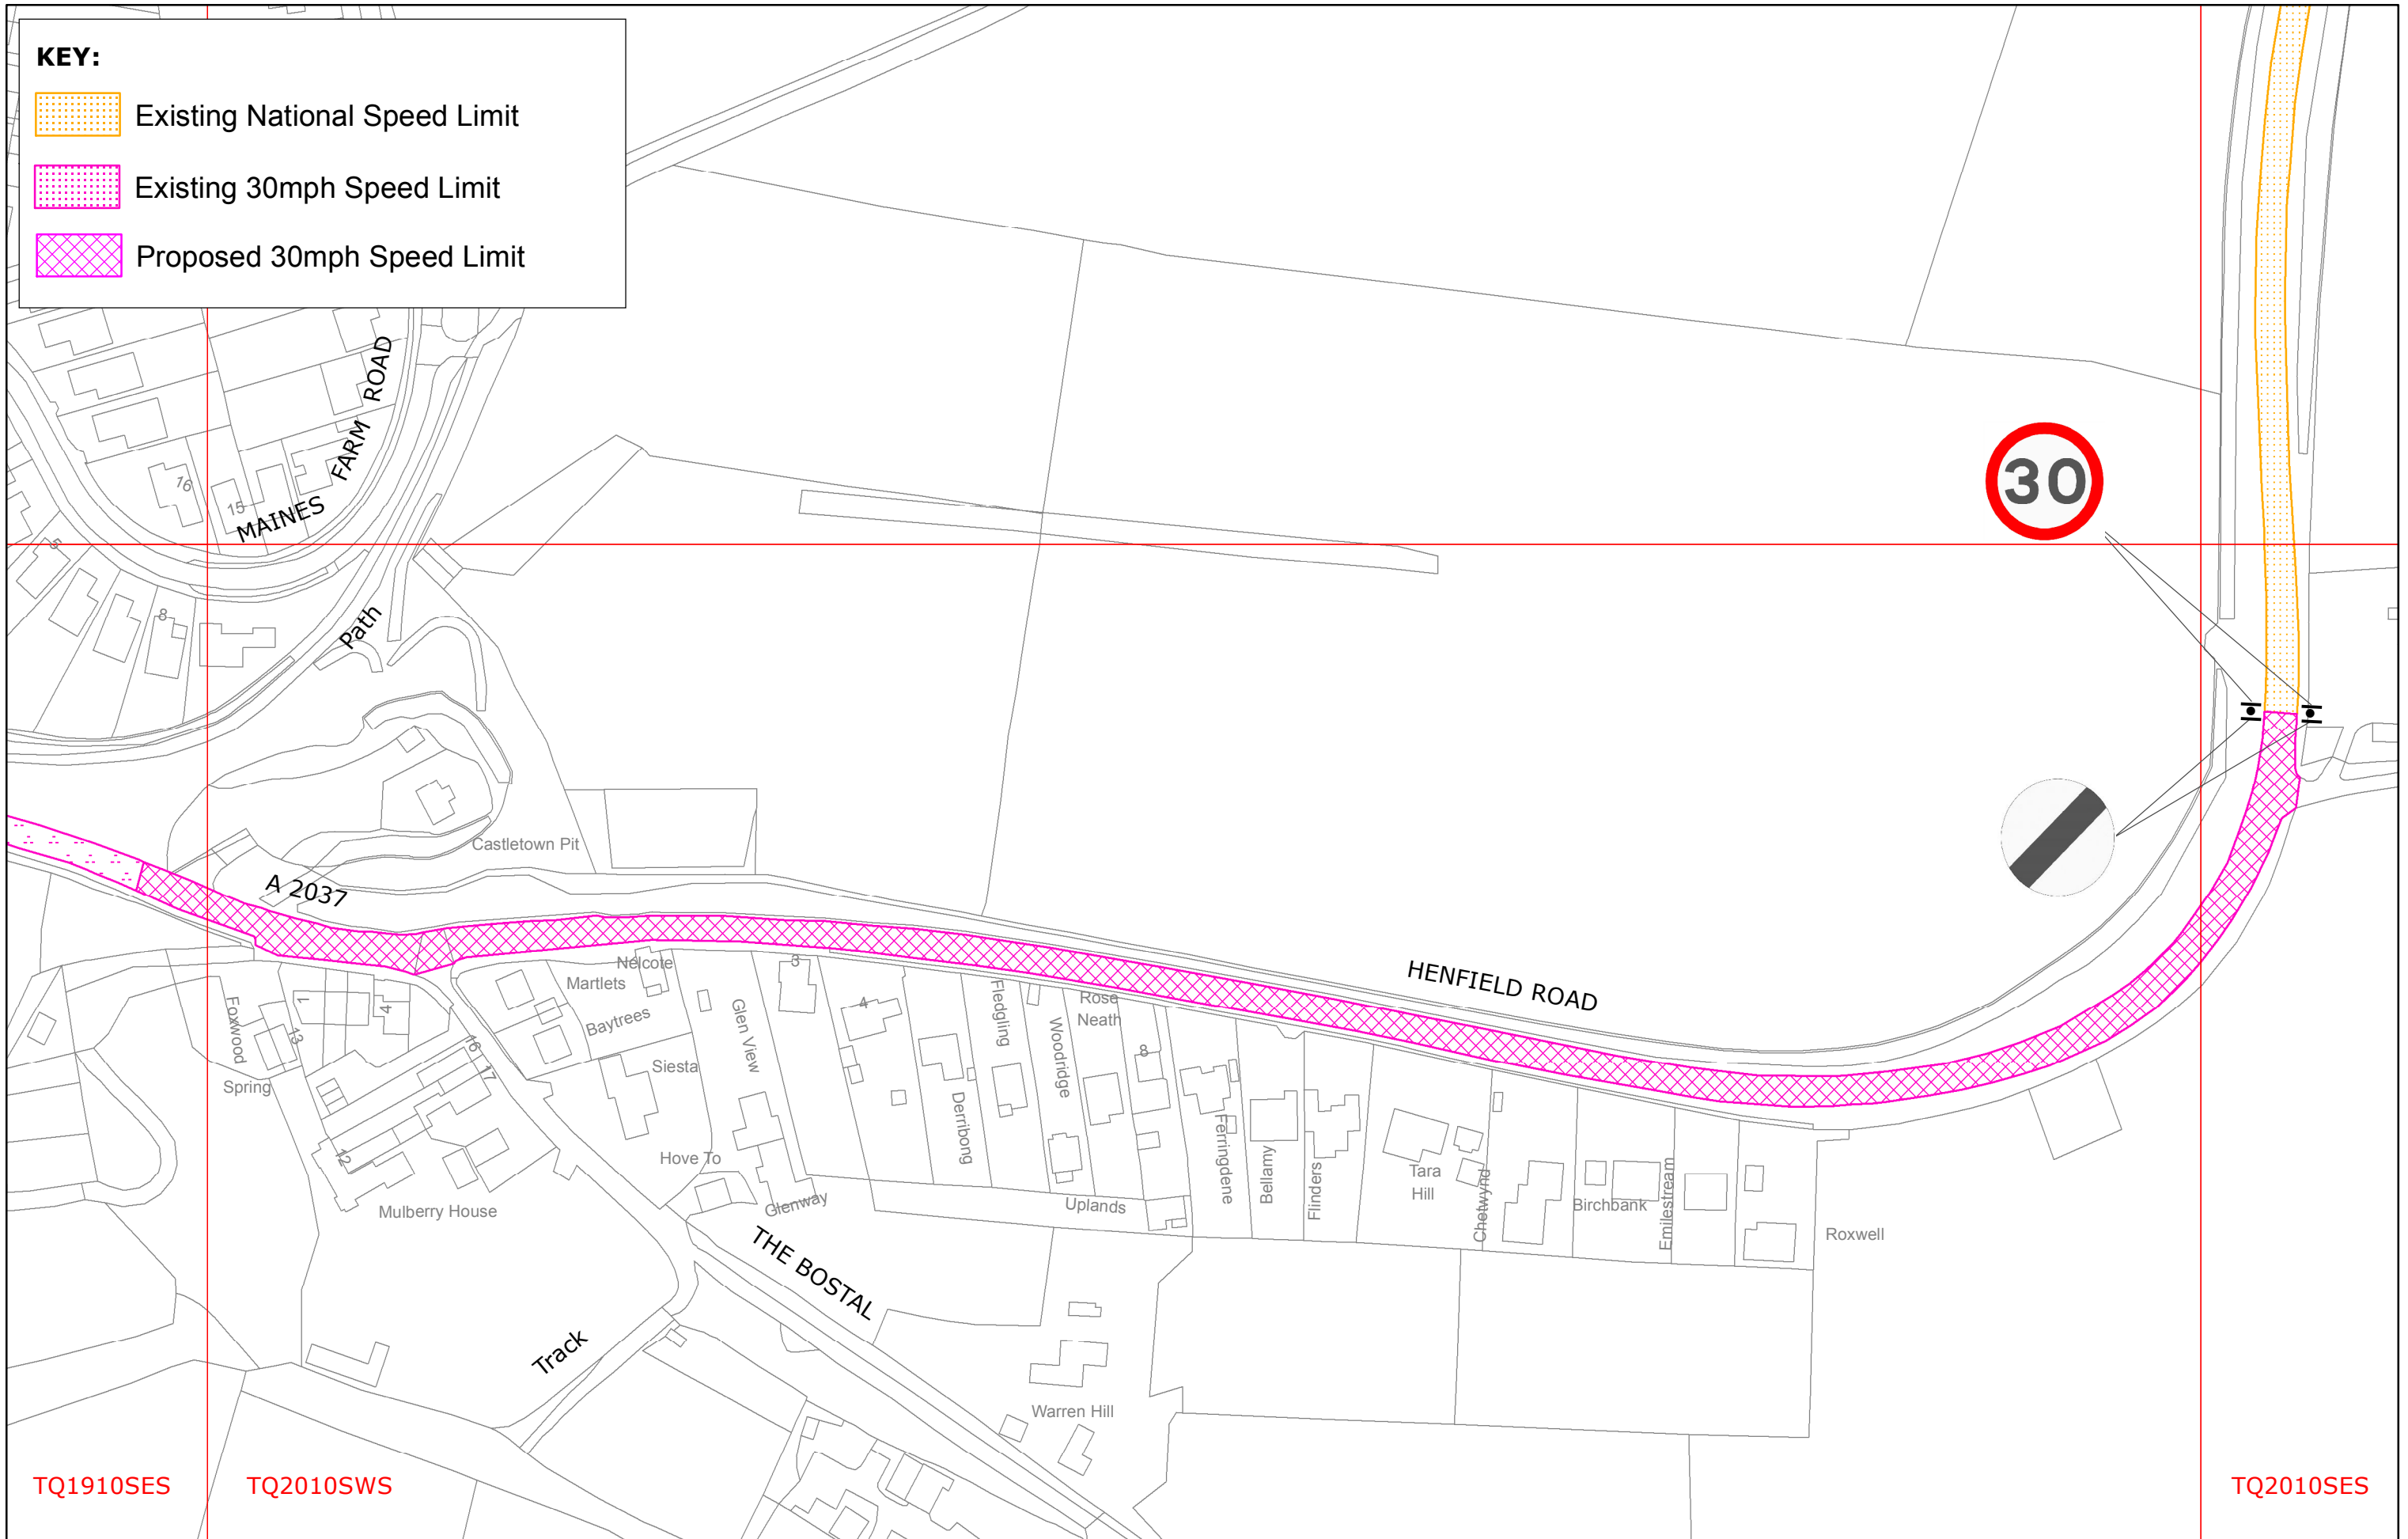 KEY:
Existing National Speed Limit
Existing 30mph Speed Limit
Proposed 30mph Speed Limit
MAINES FARM ROAD
16
15
5
8
Path
30
Castletown Pit
A 2037
HENFIELD ROAD
Nelcote
Martlets
Baytrees
Siesta
Glen View
3
4
Fledgling
Rose
Neath
Woodridge
8
Derribong
Foxwood
1
4
13
16
17
12
Spring
Mulberry House
Hove To
Glenway
Uplands
Ferringdene
Bellamy
Flinders
Tara
Hill
Chetwynd
Birchbank
Emilestream
Roxwell
THE BOSTAL
Track
Warren Hill
TQ1910SES
TQ2010SWS
TQ2010SES